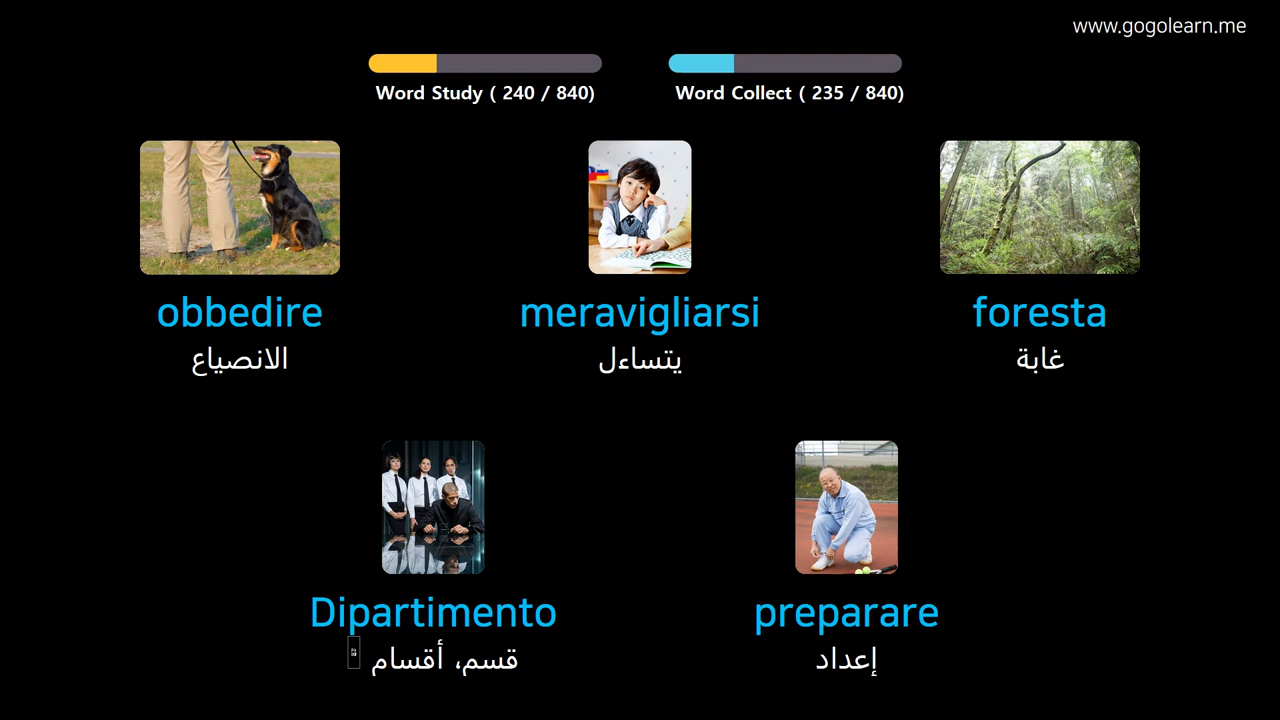 www.gogolearn.me
Word Study ( 240 / 840)
Word Collect ( 235 / 840)
obbedire
الانصياع
meravigliarsi
يتساءل
foresta
غابة
Dipartimento
قسم، أقسام
preparare
إعداد